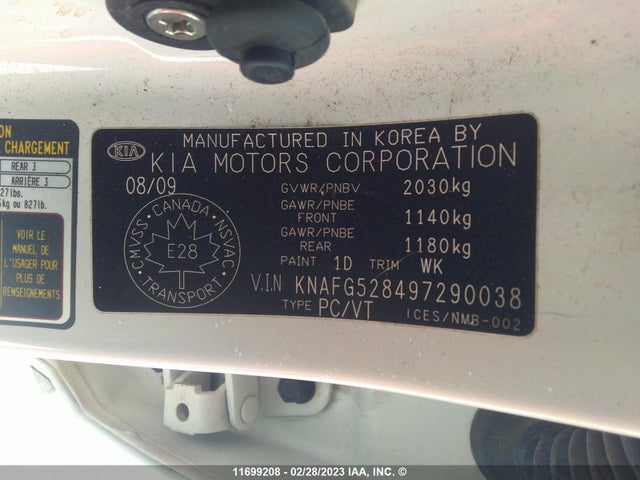 ON
CHARGEMENT
REAR 3
ARRIÈRE 3
27lbs.
kg ou 827lb.
VOIR LE
MANUEL DE
L'USAGER POUR
PLUS DE
RENSEIGNEMENTS
KIA
MANUFACTURED IN KOREA BY
KIA MOTORS CORPORATION
08/09
GVWR/PNBV 2030kg
GAWR/PNBE
FRONT 1140kg
GAWR/PNBE
REAR 1180kg
PAINT 1D TRIM WK
CANADA
CMVSS NSVAC
E28
TRANSPORT
V.I.N KNAFG528497290038
TYPE PC/VT
ICES/NMB-002
11699208 - 02/28/2023 IAA, INC. ©